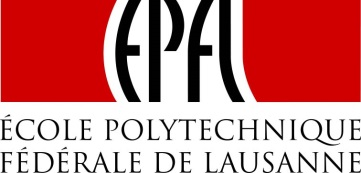 EPFL
ÉCOLE POLYTECHNIQUE
FÉDÉRALE DE LAUSANNE